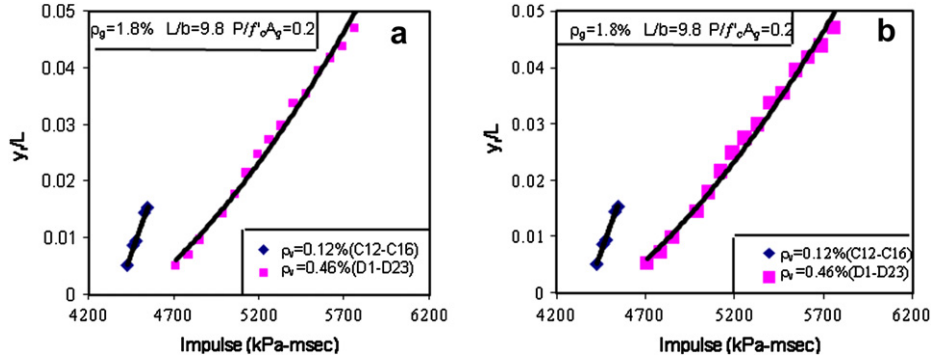 ρg=1.8% L/b=9.8 P/f'cAg=0.2
a
0.05
0.04
0.03
0.02
0.01
0
yr/L
ρv=0.12%(C12-C16)
ρv=0.46%(D1-D23)
4200 4700 5200 5700 6200
Impulse (kPa-msec)
ρg=1.8% L/b=9.8 P/f'cAg=0.2
b
0.05
0.04
0.03
0.02
0.01
0
yr/L
ρv=0.12%(C12-C16)
ρv=0.46%(D1-D23)
4200 4700 5200 5700 6200
Impulse (kPa-msec)